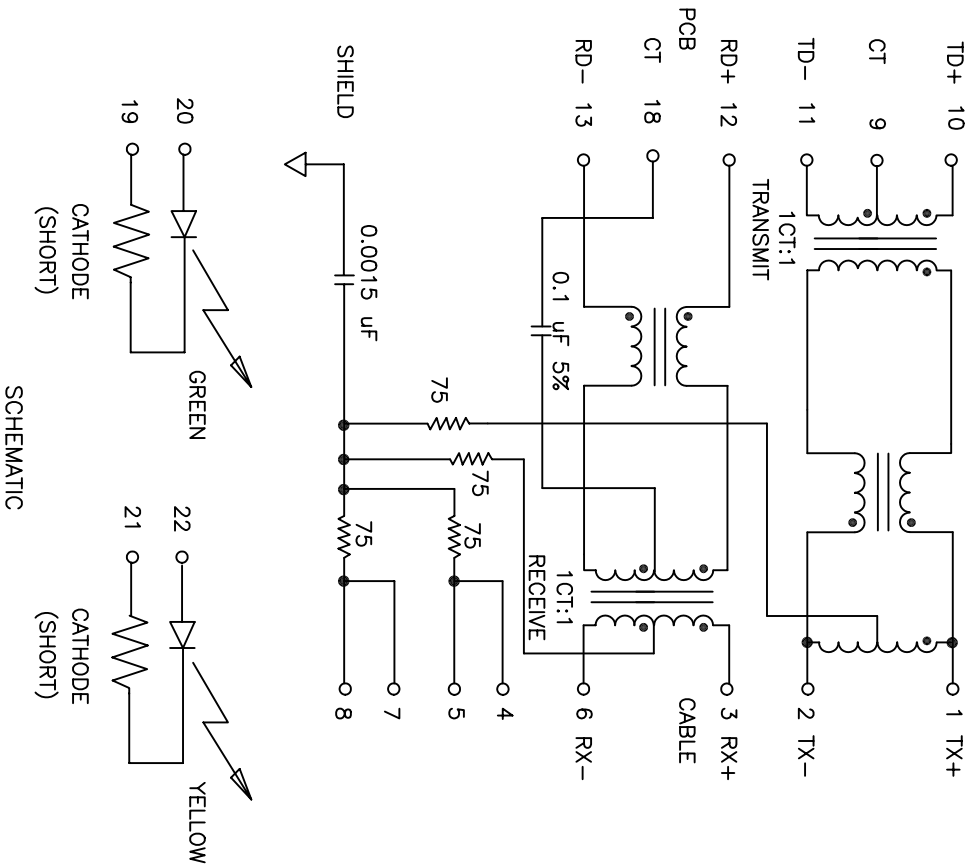 TD+ 10
CT 9
TD- 11
1CT:1
TRANSMIT
1 TX+
2 TX-
PCB
RD+ 12
CT 18
RD- 13
0.1 uF 5%
1CT:1
RECEIVE
CABLE
3 RX+
6 RX-
SHIELD
0.0015 uF
75
75
75
75
4
5
7
8
20
19
GREEN
CATHODE
(SHORT)
22
21
YELLOW
CATHODE
(SHORT)
SCHEMATIC